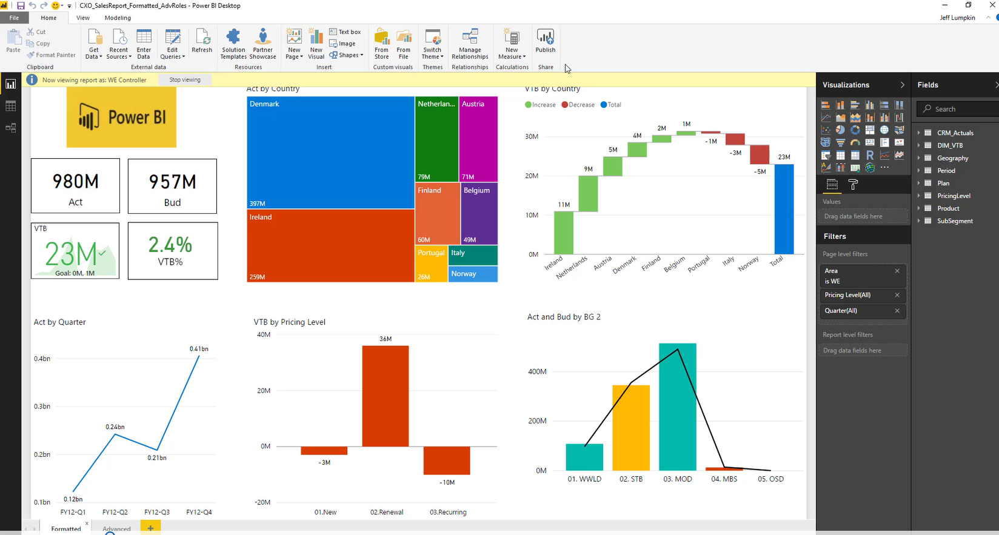 CXO_SalesReport_Formatted_AdvRoles - Power BI Desktop
File Home View Modeling
Jeff Lumpkin
Paste
Cut
Copy
Format Painter
Clipboard
Get Data
Recent Sources
Enter Data
Edit Queries
Refresh
External data
Solution Templates
Partner Showcase
Resources
New Page
New Visual
Text box
Image
Shapes
Insert
From Store
From File
Custom visuals
Switch Theme
Themes
Manage Relationships
Relationships
New Measure
Calculations
Publish
Share
Now viewing report as: WE Controller
Stop viewing
Power BI
980M
Act
957M
Bud
VTB
23M
Goal: 0M, 1M
2.4%
VTB%
Act by Country
Denmark
397M
Ireland
259M
Netherlan...
79M
Austria
71M
Finland
60M
Belgium
49M
Portugal
26M
Italy
Norway
VTB by Country
Increase Decrease Total
30M
20M
10M
0M
11M
9M
5M
4M
2M
1M
-1M
-3M
-5M
23M
Ireland
Netherlands
Austria
Denmark
Finland
Belgium
Portugal
Italy
Norway
Total
Act by Quarter
0.4bn
0.3bn
0.2bn
0.1bn
0.12bn
0.24bn
0.21bn
0.41bn
FY12-Q1 FY12-Q2 FY12-Q3 FY12-Q4
VTB by Pricing Level
40M
20M
0M
-20M
-3M
36M
-10M
01.New 02.Renewal 03.Recurring
Act and Bud by BG 2
400M
200M
0M
01. WWLD 02. STB 03. MOD 04. MBS 05. OSD
Formatted
Advanced
Visualizations
Values
Drag data fields here
Filters
Page level filters
Area
is WE
Pricing Level(All)
Quarter(All)
Report level filters
Drag data fields here
Fields
Search
CRM_Actuals
DIM_VTB
Geography
Period
Plan
PricingLevel
Product
SubSegment